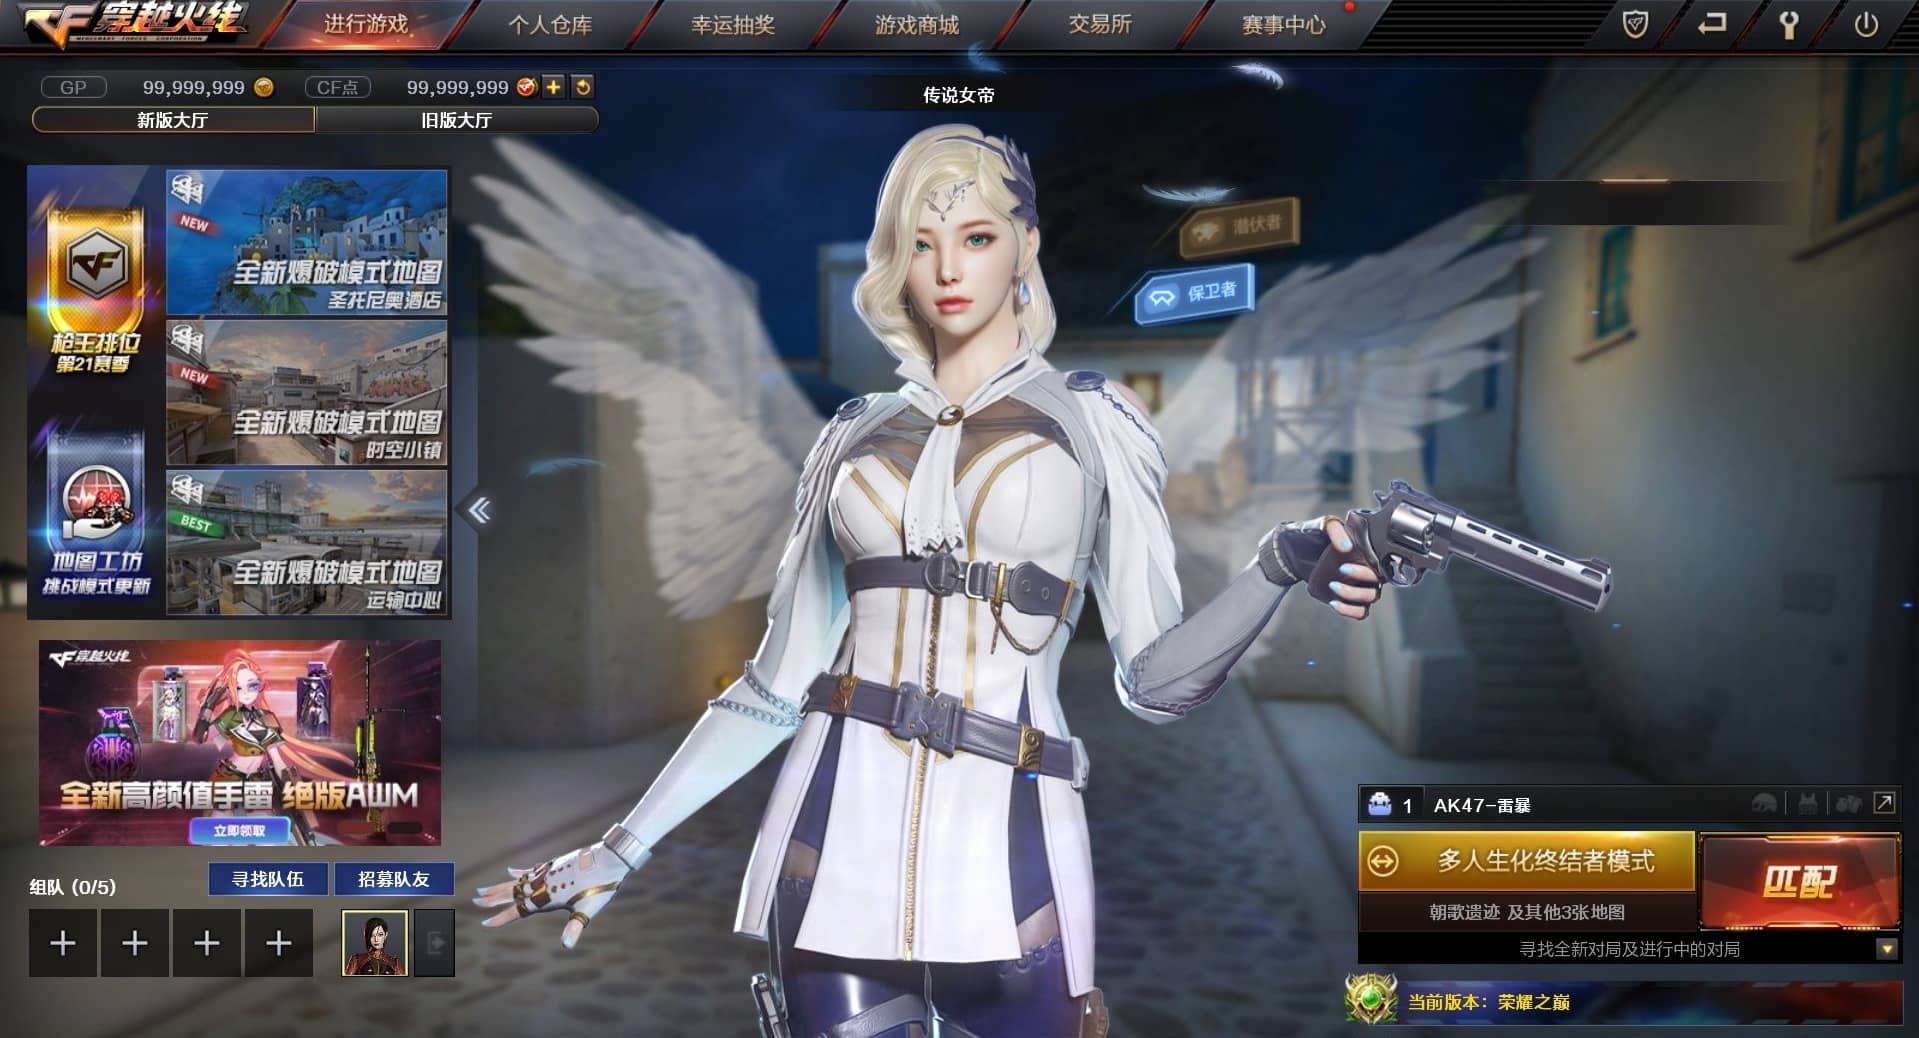 CF 穿越火线
进行游戏
个人仓库
幸运抽奖
游戏商城
交易所
赛事中心
GP 99,999,999
CF点 99,999,999
新版大厅
旧版大厅
传说女帝
潜伏者
保卫者
枪王排位
第21赛季
NEW
全新爆破模式地图
圣托尼奥酒店
NEW
全新爆破模式地图
时空小镇
地图工坊
挑战模式更新
BEST
全新爆破模式地图
运输中心
CF穿越火线
全新高颜值手雷 绝版AWM
立即领取
组队 (0/5)
寻找队伍
招募队友
1 AK47-雷暴
多人生化终结者模式
朝歌遗迹 及其他3张地图
匹配
寻找全新对局及进行中的对局
当前版本：荣耀之巅